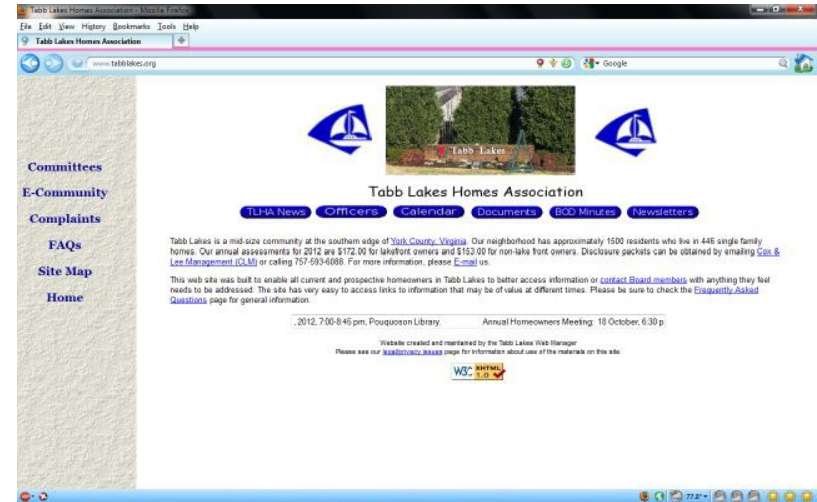 Tabb Lakes Homes Association - Mozilla Firefox
File Edit View History Bookmarks Tools Help
Tabb Lakes Homes Association
www.tabblakes.org
Google
Tabb Lakes
Committees
E-Community
Complaints
FAQs
Site Map
Home
Tabb Lakes Homes Association
TLHA News Officers Calendar Documents BOD Minutes Newsletters
Tabb Lakes is a mid-size community at the southern edge of York County, Virginia. Our neighborhood has approximately 1500 residents who live in 446 single family
homes. Our annual assessments for 2012 are $172.00 for lakefront owners and $153.00 for non-lake front owners. Disclosure packets can be obtained by emailing Cox &
Lee Management (CLM) or calling 757-593-6088. For more information, please E-mail us.
This web site was built to enable all current and prospective homeowners in Tabb Lakes to better access information or contact Board members with anything they feel
needs to be addressed. The site has very easy to access links to information that may be of value at different times. Please be sure to check the Frequently Asked
Questions page for general information.
, 2012, 7:00-8:45 pm, Pouquoson Library. Annual Homeowners Meeting: 18 October, 6:30 p
Website created and maintained by the Tabb Lakes Web Manager
Please see our legal/privacy issues page for information about use of the materials on this site.
W3C XHTML 1.0
77.8°